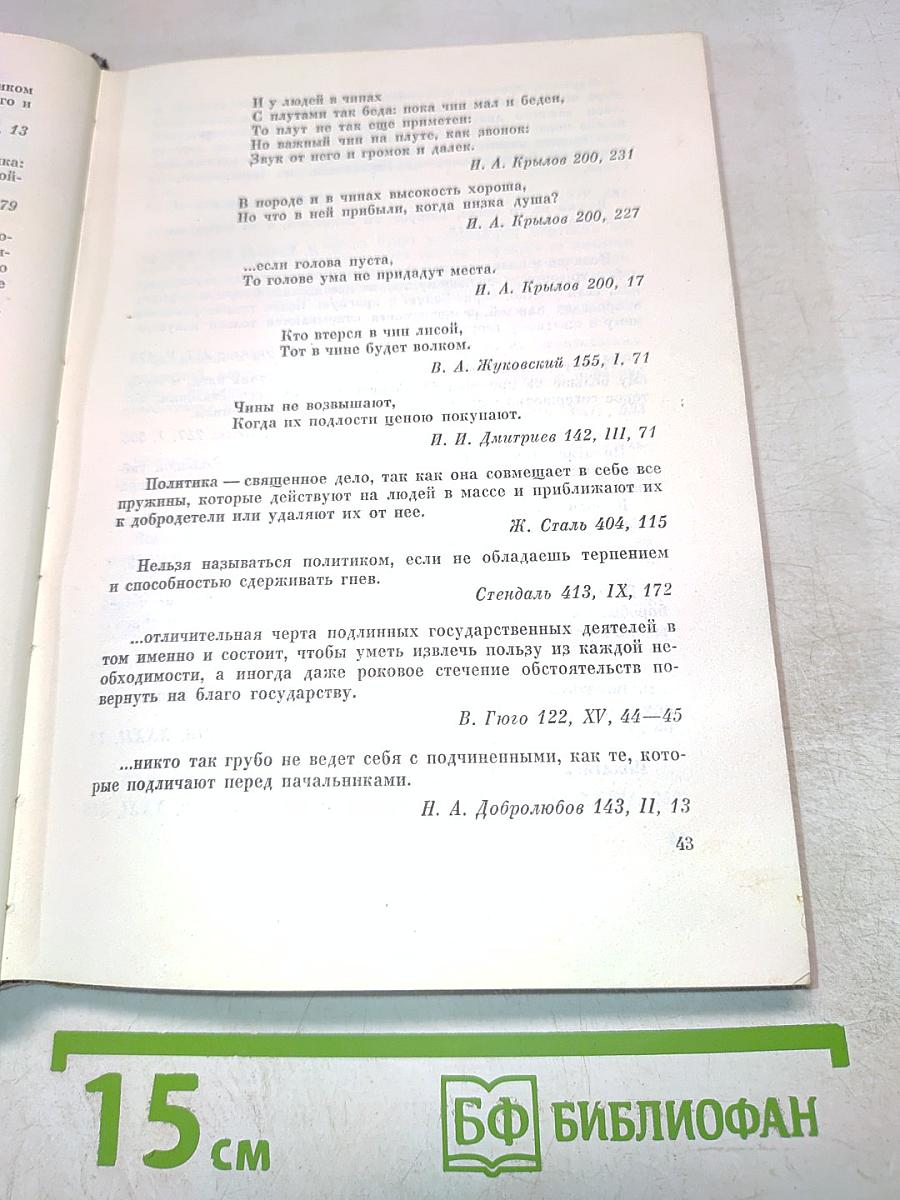 иком
го и
13
ка:
ой-
79
о-
и-
о
е
И у людей в чинах
С плутами так беда: пока чин мал и беден,
То плут не так еще приметен:
Но важный чин на плуте, как звонок:
Звук от него и громок и далек.
И. А. Крылов 200, 231
В породе и в чинах высокость хороша,
Но что в ней прибыли, когда низка душа?
И. А. Крылов 200, 227
...если голова пуста,
То голове ума не придадут места.
И. А. Крылов 200, 17
Кто втерся в чин лисой,
Тот в чине будет волком.
В. А. Жуковский 155, I, 71
Чины не возвышают,
Когда их подлости ценою покупают.
И. И. Дмитриев 142, III, 71
Политика — священное дело, так как она совмещает в себе все
пружины, которые действуют на людей в массе и приближают их
к добродетели или удаляют их от нее.
Ж. Сталь 404, 115
Нельзя называться политиком, если не обладаешь терпением
и способностью сдерживать гнев.
Стендаль 413, IX, 172
...отличительная черта подлинных государственных деятелей в
том именно и состоит, чтобы уметь извлечь пользу из каждой не-
обходимости, а иногда даже роковое стечение обстоятельств по-
вернуть на благо государству.
В. Гюго 122, XV, 44—45
...никто так грубо не ведет себя с подчиненными, как те, кото-
рые подличают перед начальниками.
Н. А. Добролюбов 143, II, 13
43
15 см
БФ БИБЛИОФАН